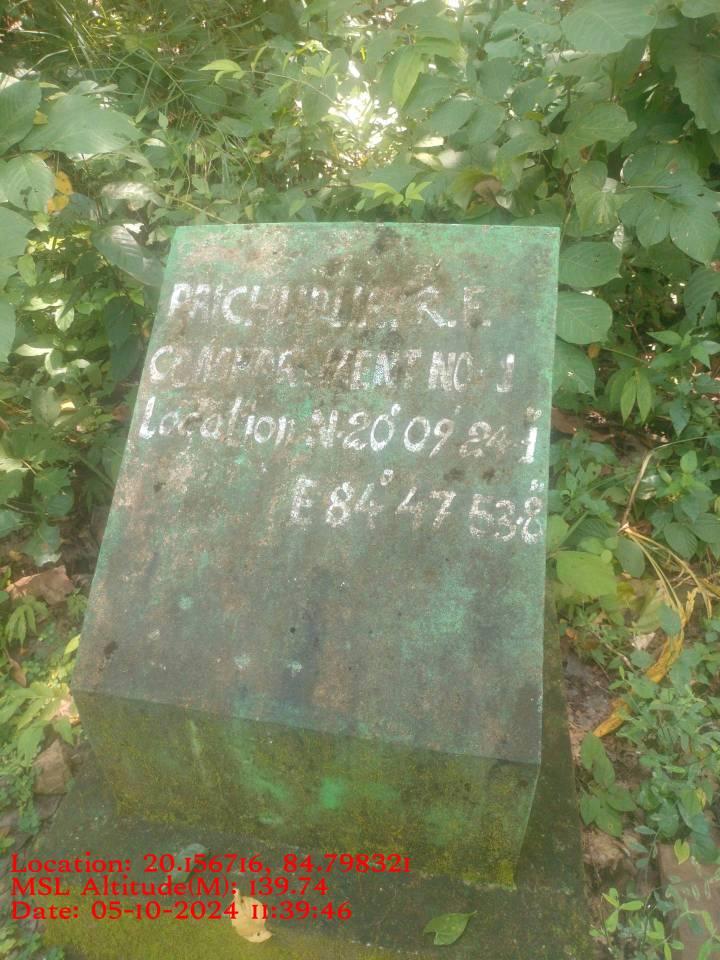 R.F.
COMPARTMENT NO-1
Location N-20° 09' 24.1"
E 84° 47' 53.8"
Location: 20.156716, 84.798321
MSL Altitude(M): 139.74
Date: 05-10-2024 11:39:46